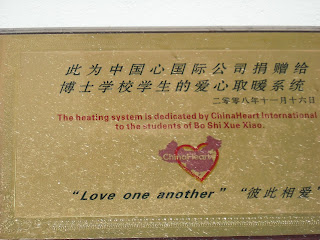 此为中国心国际公司捐赠给
博士学校学生的爱心取暖系统
二零零八年十一月十六日
The heating system is dedicated by ChinaHeart International
to the students of Bo Shi Xue Xiao.
ChinaHeart
"Love one another" "彼此相爱"